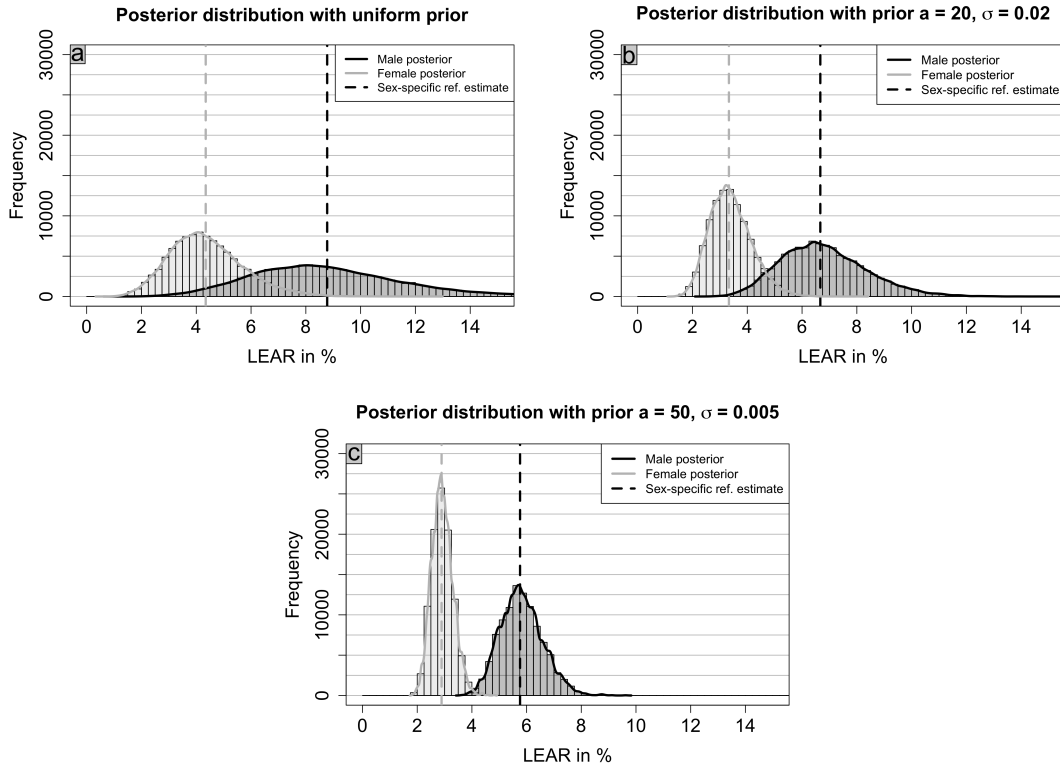 Posterior distribution with uniform prior
a
Male posterior
Female posterior
Sex-specific ref. estimate
Frequency
0 10000 20000 30000
0 2 4 6 8 10 12 14
LEAR in %
Posterior distribution with prior a = 20, σ = 0.02
b
Male posterior
Female posterior
Sex-specific ref. estimate
Frequency
0 10000 20000 30000
0 2 4 6 8 10 12 14
LEAR in %
Posterior distribution with prior a = 50, σ = 0.005
c
Male posterior
Female posterior
Sex-specific ref. estimate
Frequency
0 10000 20000 30000
0 2 4 6 8 10 12 14
LEAR in %